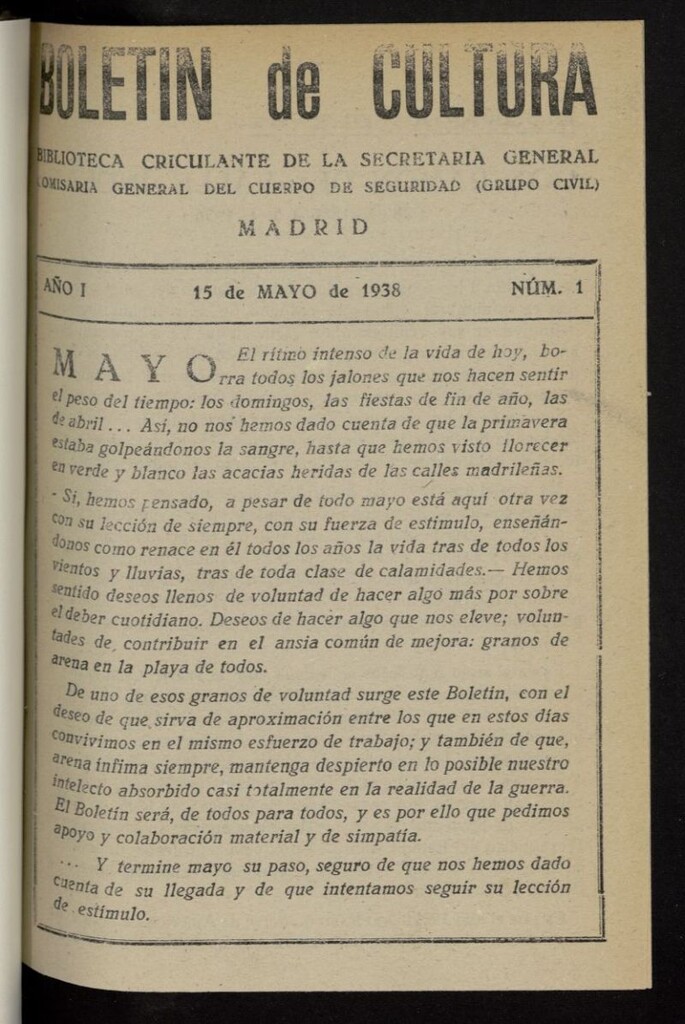 BOLETIN de CULTURA
BIBLIOTECA CRICULANTE DE LA SECRETARIA GENERAL
COMISARIA GENERAL DEL CUERPO DE SEGURIDAD (GRUPO CIVIL)
MADRID
AÑO I 15 de MAYO de 1938 NÚM. 1
MAYO El ritmo intenso de la vida de hoy, bo-
rra todos los jalones que nos hacen sentir
el peso del tiempo: los domingos, las fiestas de fin de año, las
de abril... Así, no nos hemos dado cuenta de que la primavera
estaba golpeándonos la sangre, hasta que hemos visto florecer
en verde y blanco las acacias heridas de las calles madrileñas.
- Si, hemos pensado, a pesar de todo mayo está aquí otra vez
con su lección de siempre, con su fuerza de estimulo, enseñán-
donos como renace en él todos los años la vida tras de todos los
vientos y lluvias, tras de toda clase de calamidades.— Hemos
sentido deseos llenos de voluntad de hacer algo más por sobre
el deber cuotidiano. Deseos de hacer algo que nos eleve; volun-
tades de contribuir en el ansia común de mejora: granos de
arena en la playa de todos.
De uno de esos granos de voluntad surge este Boletín, con el
deseo de que sirva de aproximación entre los que en estos días
convivimos en el mismo esfuerzo de trabajo; y también de que,
arena ínfima siempre, mantenga despierto en lo posible nuestro
intelecto absorbido casi totalmente en la realidad de la guerra.
El Boletín será, de todos para todos, y es por ello que pedimos
apoyo y colaboración material y de simpatía.
... Y termine mayo su paso, seguro de que nos hemos dado
cuenta de su llegada y de que intentamos seguir su lección
de estímulo.